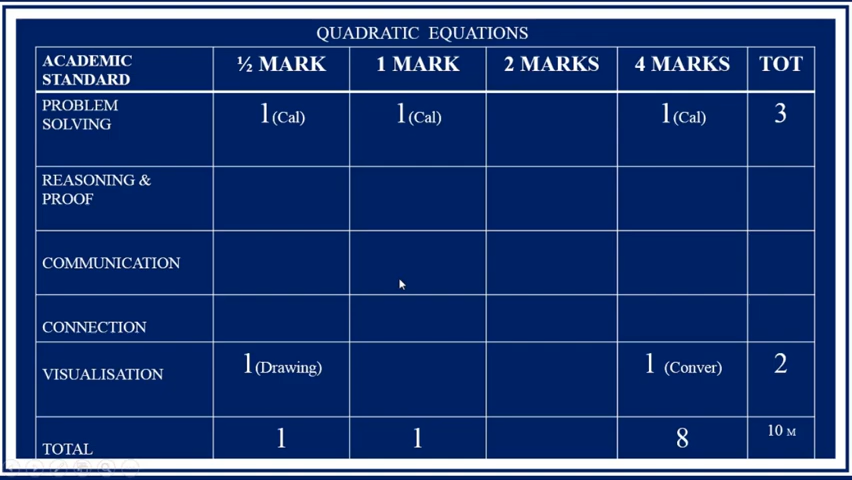 QUADRATIC EQUATIONS
ACADEMIC STANDARD ½ MARK 1 MARK 2 MARKS 4 MARKS TOT
PROBLEM SOLVING 1(Cal) 1(Cal) 1(Cal) 3
REASONING & PROOF
COMMUNICATION
CONNECTION
VISUALISATION 1(Drawing) 1 (Conver) 2
TOTAL 1 1 8 10 M